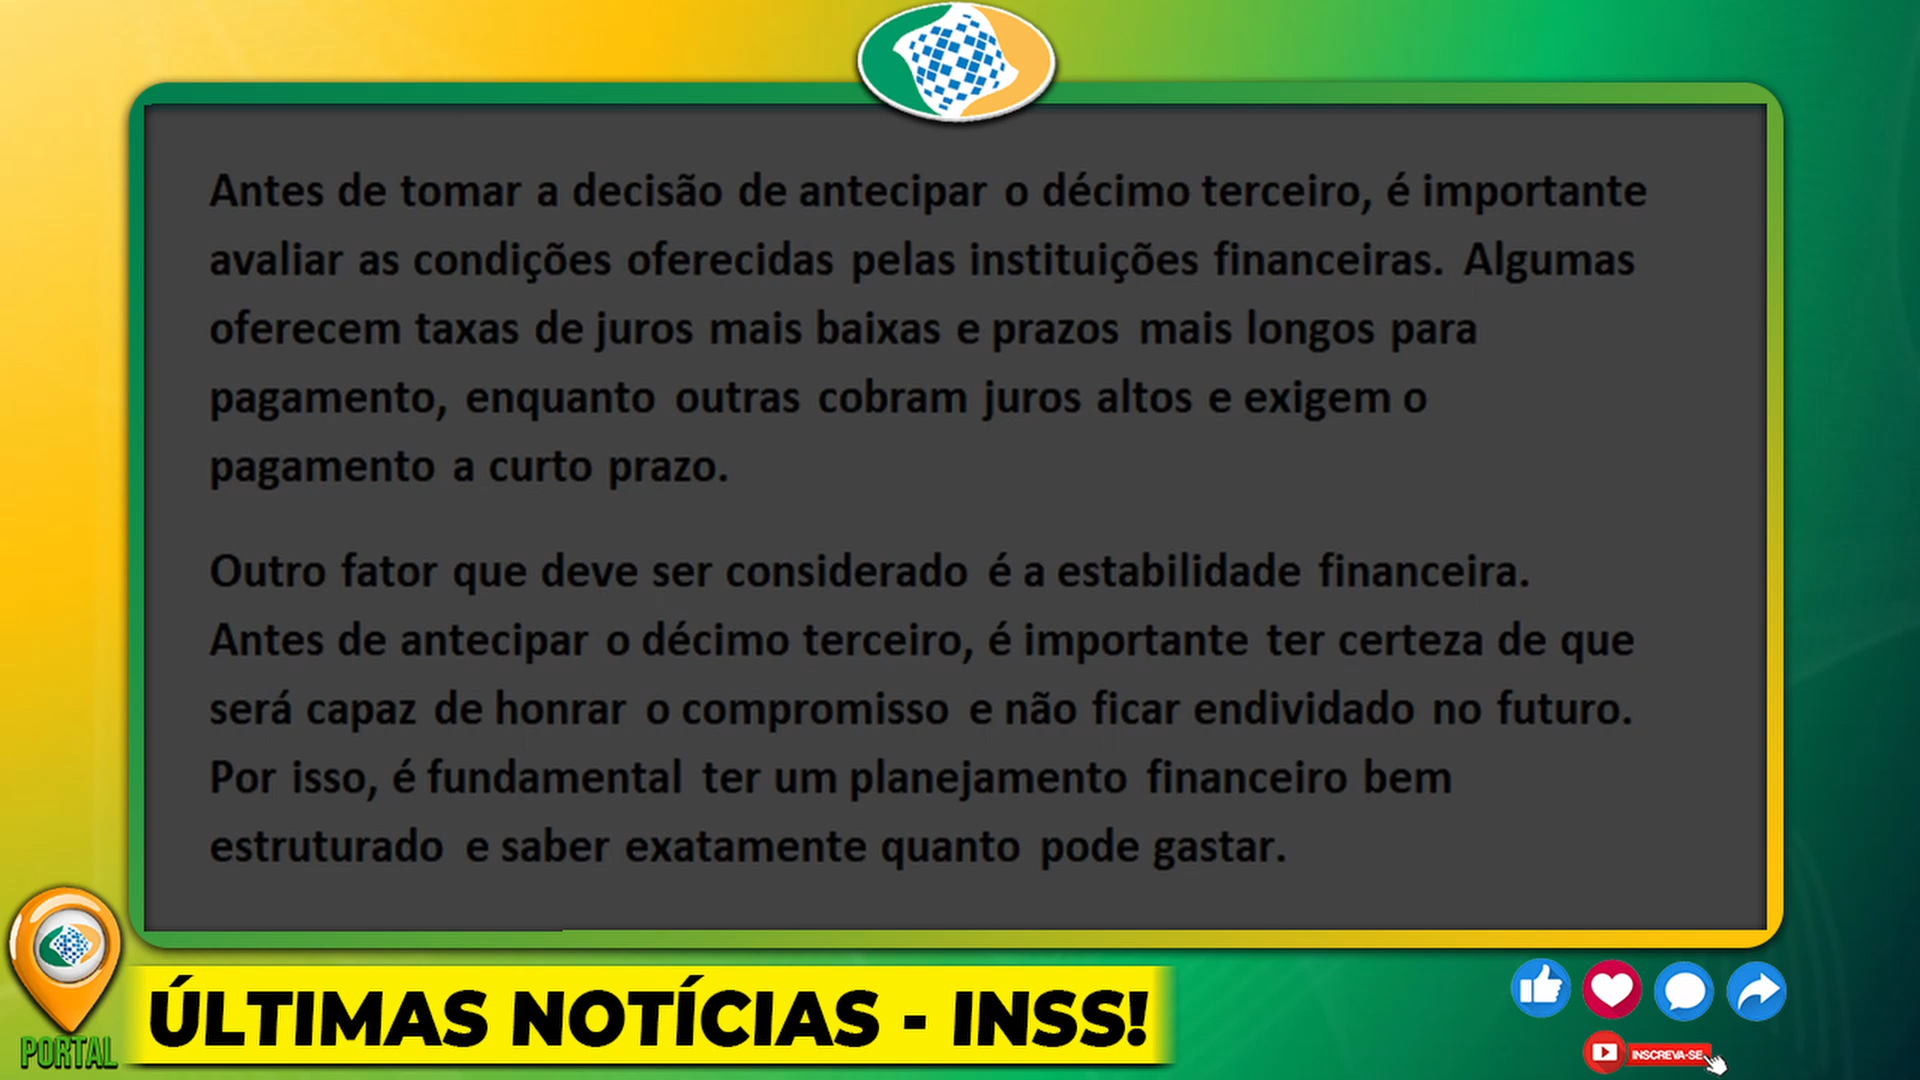 Antes de tomar a decisão de antecipar o décimo terceiro, é importante
avaliar as condições oferecidas pelas instituições financeiras. Algumas
oferecem taxas de juros mais baixas e prazos mais longos para
pagamento, enquanto outras cobram juros altos e exigem o
pagamento a curto prazo.
Outro fator que deve ser considerado é a estabilidade financeira.
Antes de antecipar o décimo terceiro, é importante ter certeza de que
será capaz de honrar o compromisso e não ficar endividado no futuro.
Por isso, é fundamental ter um planejamento financeiro bem
estruturado e saber exatamente quanto pode gastar.
PORTAL
ÚLTIMAS NOTÍCIAS - INSS!
INSCREVA-SE